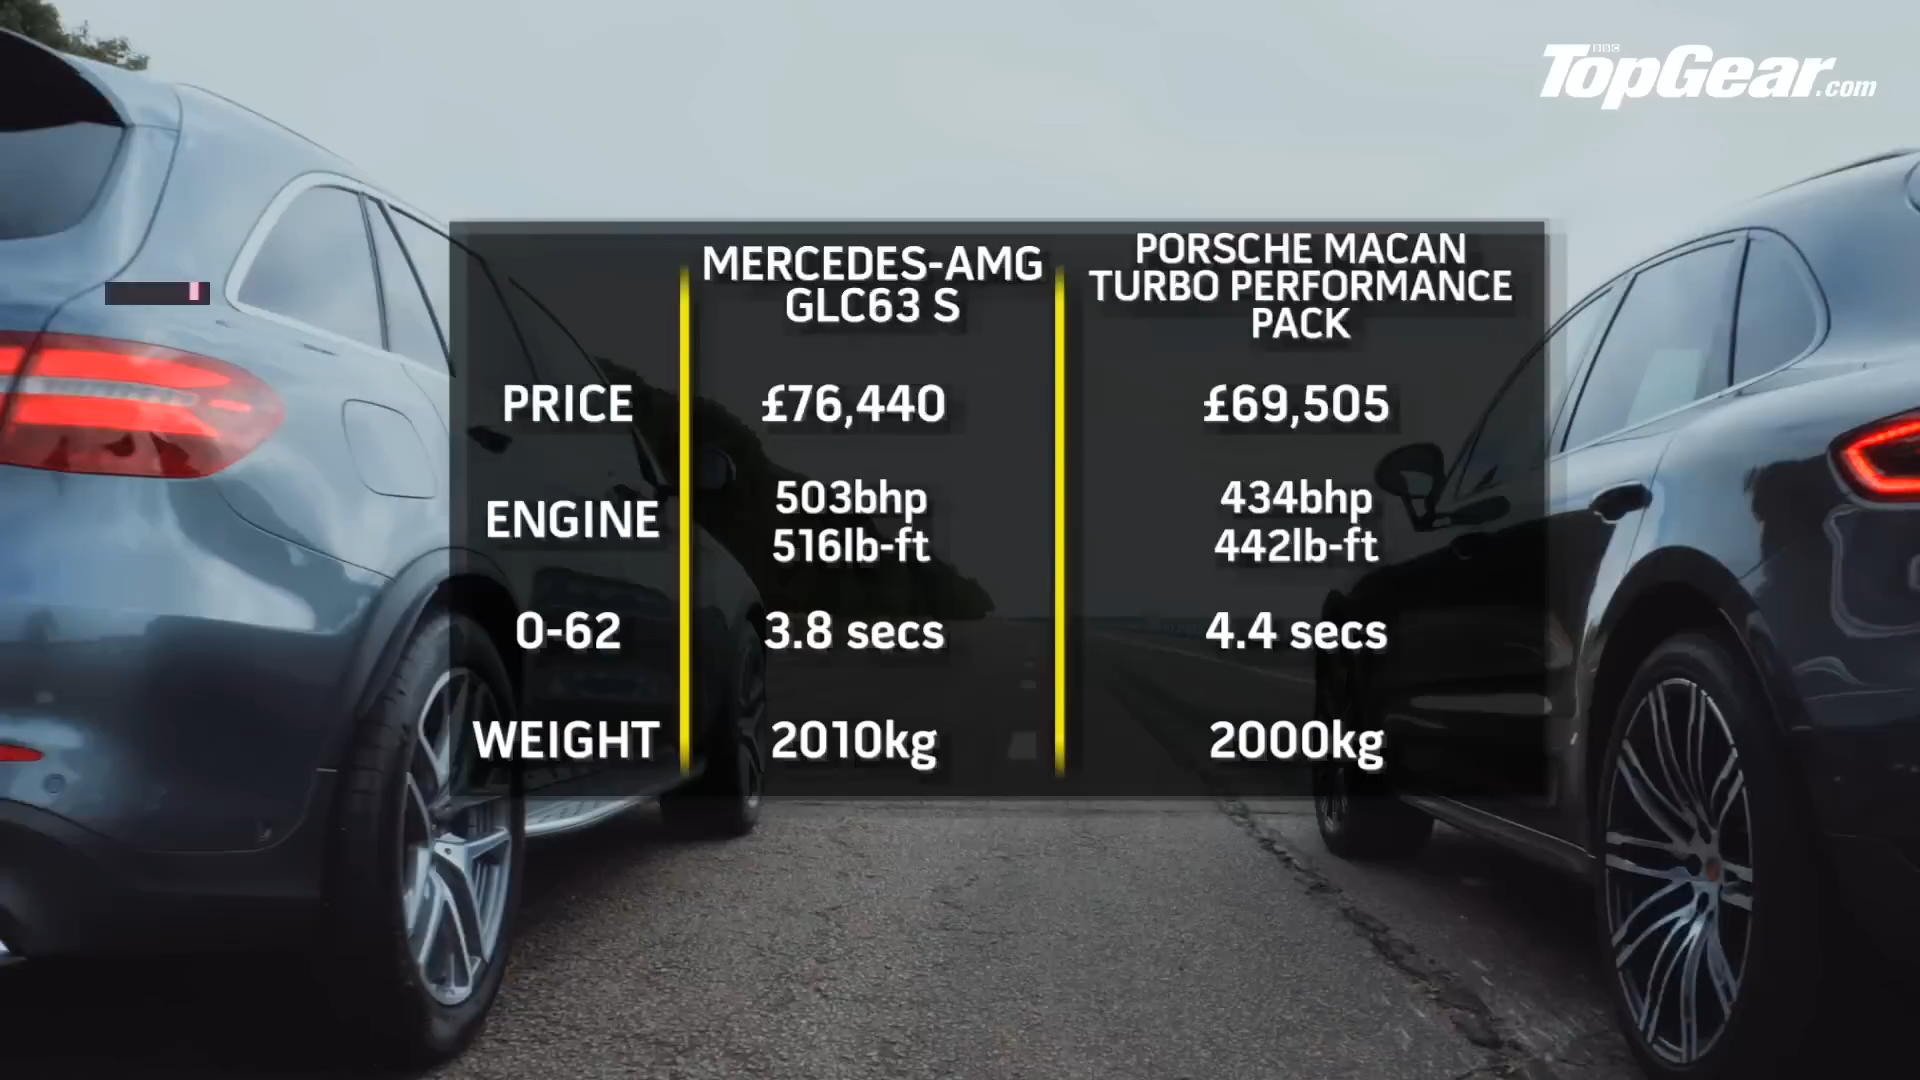 BBC
TopGear.com
MERCEDES-AMG
GLC63 S
PORSCHE MACAN
TURBO PERFORMANCE
PACK
PRICE £76,440 £69,505
ENGINE
503bhp
516lb-ft
434bhp
442lb-ft
0-62 3.8 secs 4.4 secs
WEIGHT 2010kg 2000kg